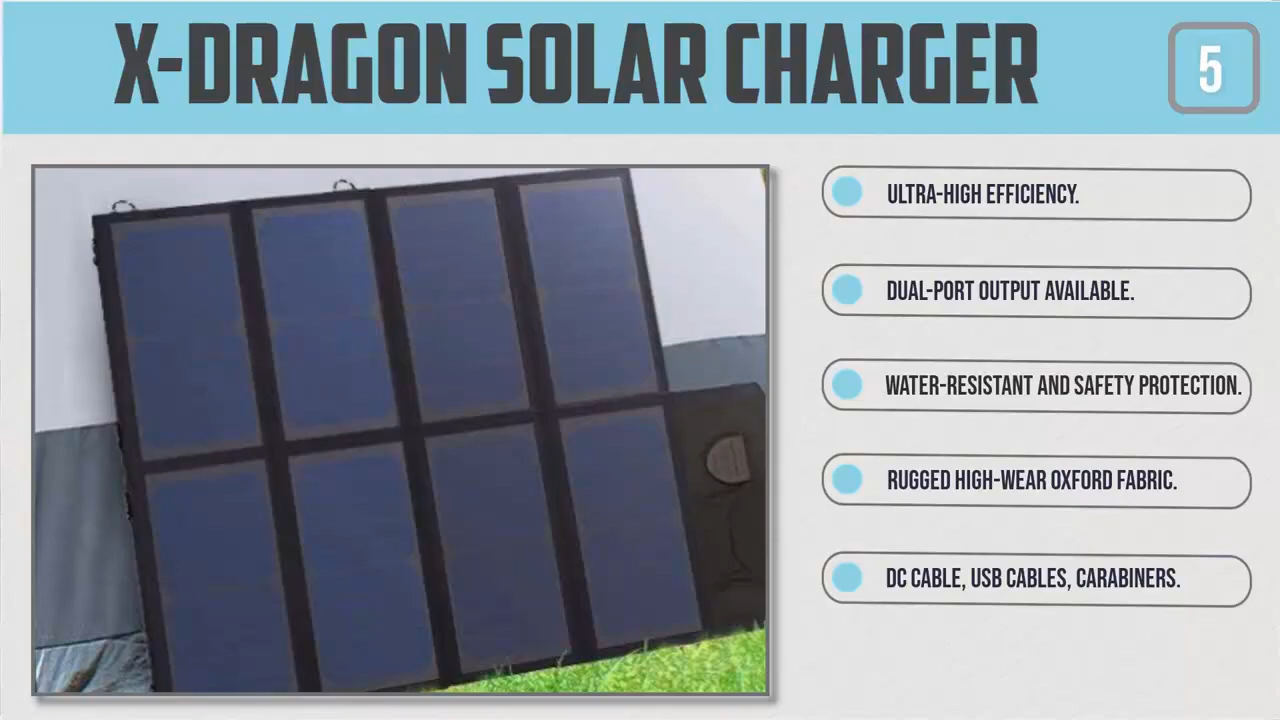 X-DRAGON SOLAR CHARGER
5
ULTRA-HIGH EFFICIENCY.
DUAL-PORT OUTPUT AVAILABLE.
WATER-RESISTANT AND SAFETY PROTECTION.
RUGGED HIGH-WEAR OXFORD FABRIC.
DC CABLE, USB CABLES, CARABINERS.